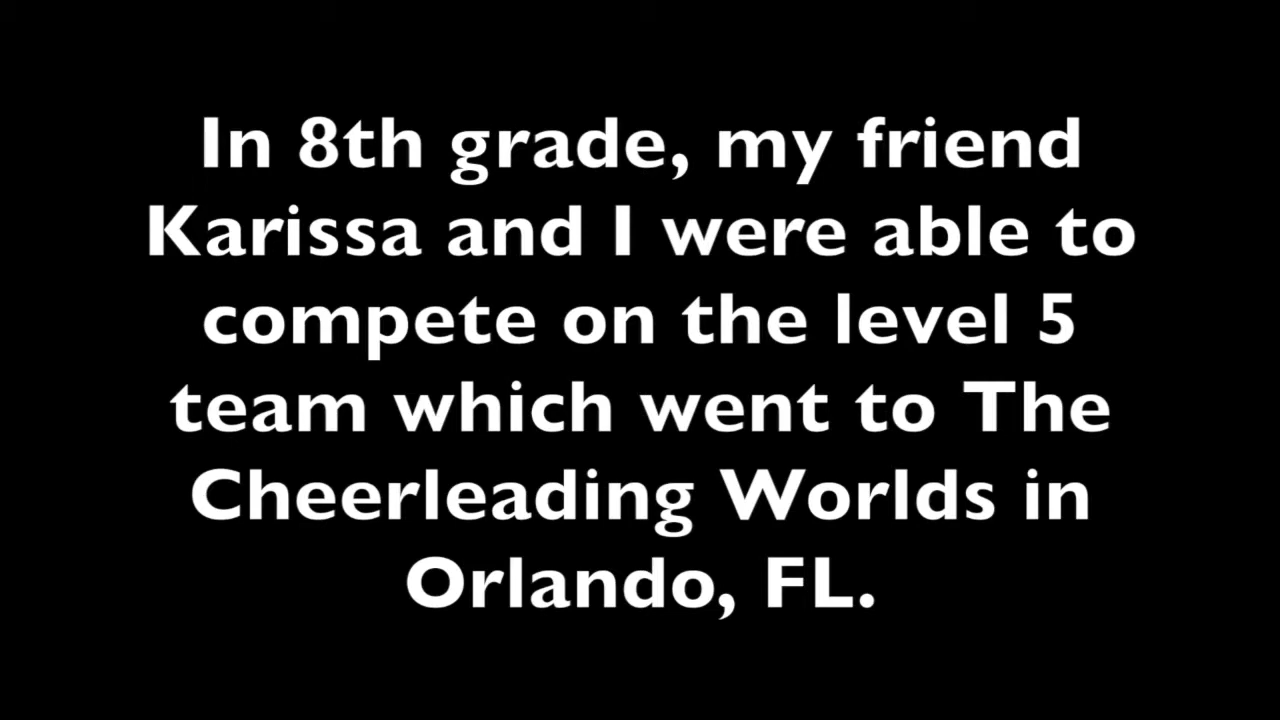 In 8th grade, my friend
Karissa and I were able to
compete on the level 5
team which went to The
Cheerleading Worlds in
Orlando, FL.